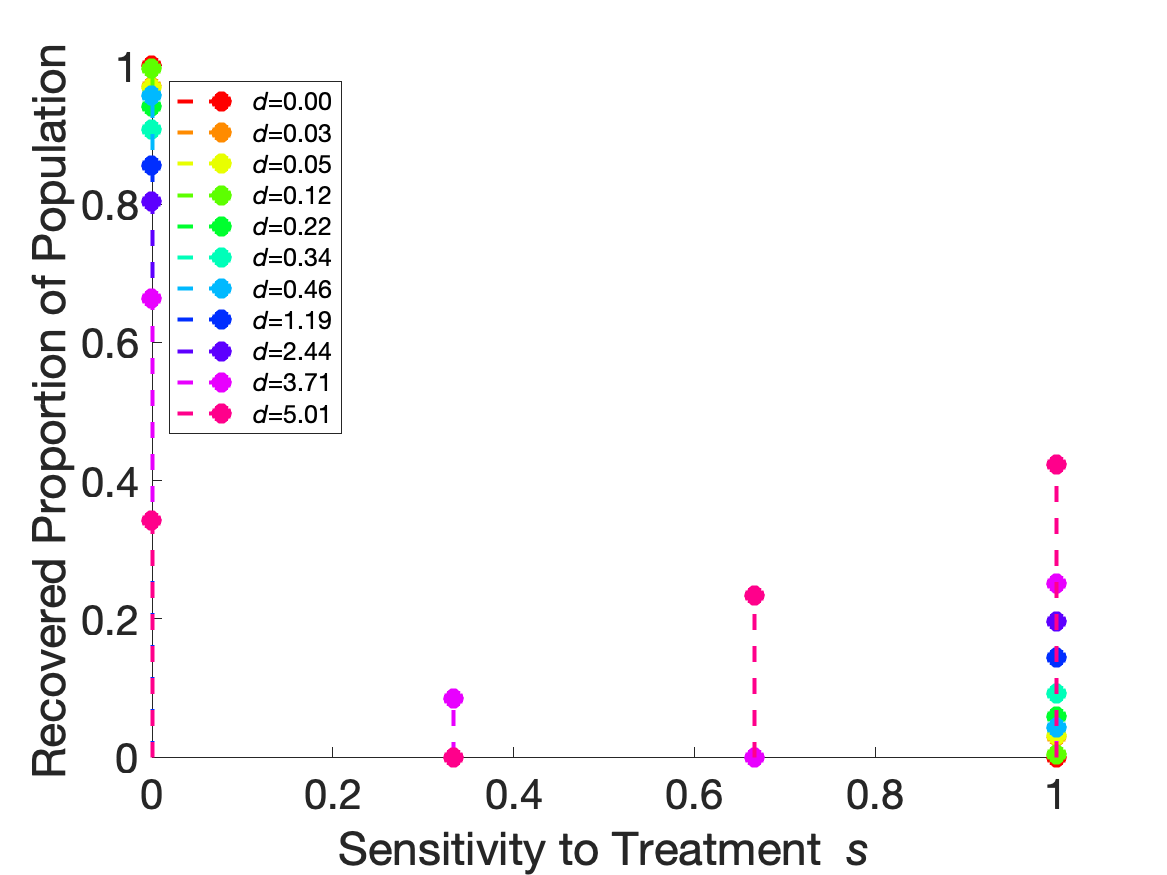 Recovered Proportion of Population
1
0.8
0.6
0.4
0.2
0
d=0.00
d=0.03
d=0.05
d=0.12
d=0.22
d=0.34
d=0.46
d=1.19
d=2.44
d=3.71
d=5.01
0 0.2 0.4 0.6 0.8 1
Sensitivity to Treatment s